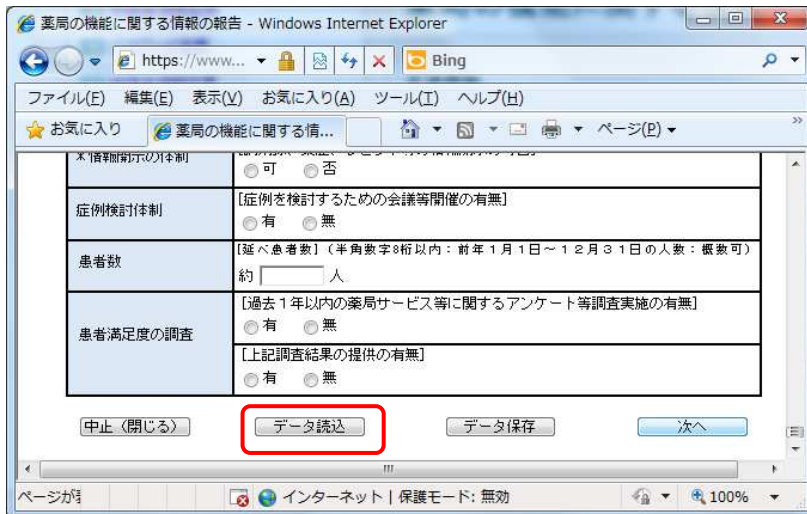 薬局の機能に関する情報の報告 - Windows Internet Explorer
https://www...
Bing
ファイル(F) 編集(E) 表示(V) お気に入り(A) ツール(T) ヘルプ(H)
お気に入り 薬局の機能に関する情... ページ(P)
可 否
症例検討体制
[症例を検討するための会議等開催の有無]
有 無
患者数
[延べ患者数] (半角数字8桁以内：前年1月1日～12月31日の人数：概数可)
約 人
患者満足度の調査
[過去1年以内の薬局サービス等に関するアンケート等調査実施の有無]
有 無
[上記調査結果の提供の有無]
有 無
中止（閉じる） データ読込 データ保存 次へ
ページが インターネット | 保護モード: 無効 100%